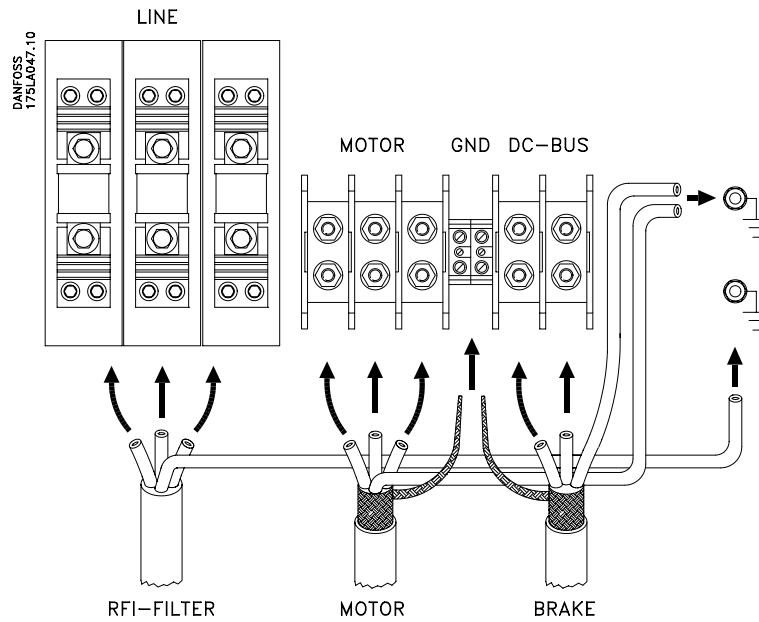 LINE
DANFOSS
175LA047.10
MOTOR GND DC-BUS
RFI-FILTER MOTOR BRAKE